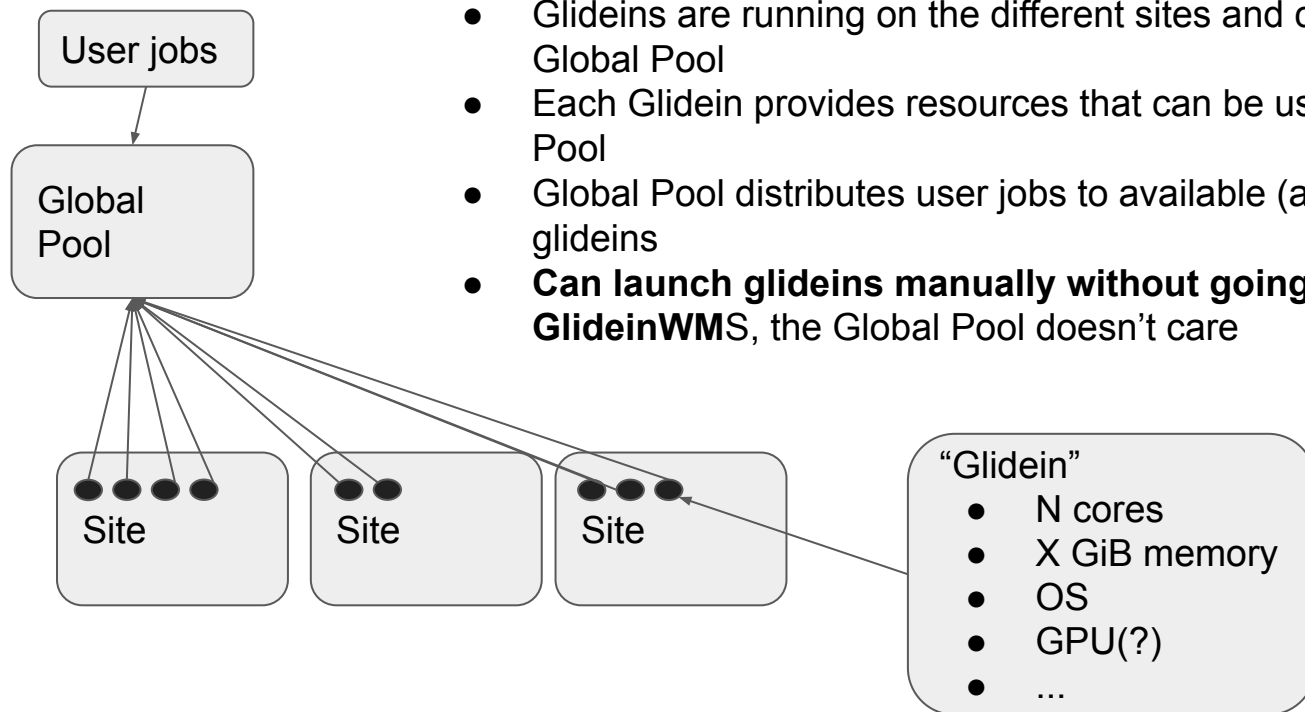 User jobs
Global
Pool
● Glideins are running on the different sites and
Global Pool
● Each Glidein provides resources that can be
Pool
● Global Pool distributes user jobs to available
glideins
● Can launch glideins manually without going
GlideinWMS, the Global Pool doesn’t care
Site
Site
Site
“Glidein”
● N cores
● X GiB memory
● OS
● GPU(?)
● ...